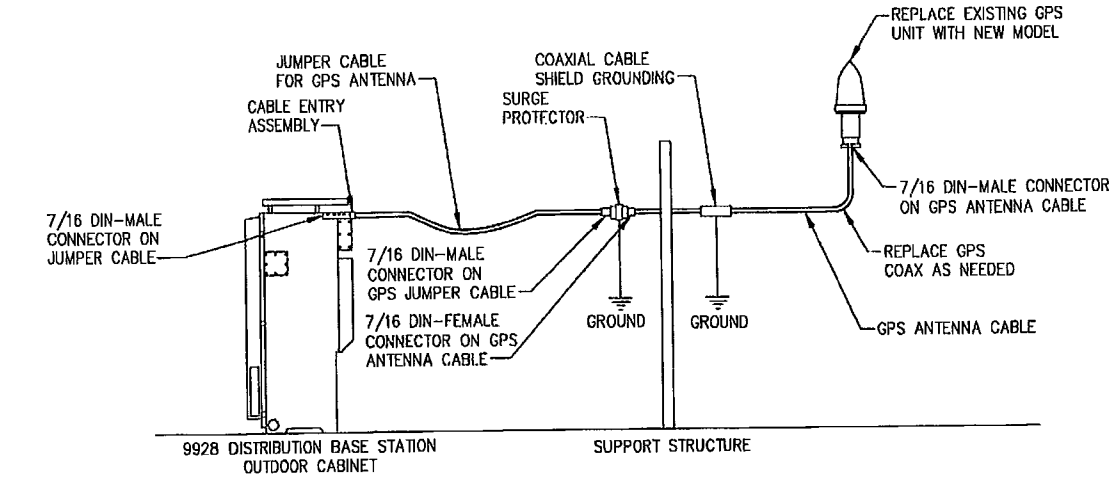 REPLACE EXISTING GPS
UNIT WITH NEW MODEL
JUMPER CABLE
FOR GPS ANTENNA
COAXIAL CABLE
SHIELD GROUNDING
CABLE ENTRY
ASSEMBLY
SURGE
PROTECTOR
7/16 DIN-MALE CONNECTOR
ON GPS ANTENNA CABLE
7/16 DIN-MALE
CONNECTOR ON
JUMPER CABLE
7/16 DIN-MALE
CONNECTOR ON
GPS JUMPER CABLE
REPLACE GPS
COAX AS NEEDED
GROUND
GROUND
7/16 DIN-FEMALE
CONNECTOR ON GPS
ANTENNA CABLE
GPS ANTENNA CABLE
9928 DISTRIBUTION BASE STATION
OUTDOOR CABINET
SUPPORT STRUCTURE